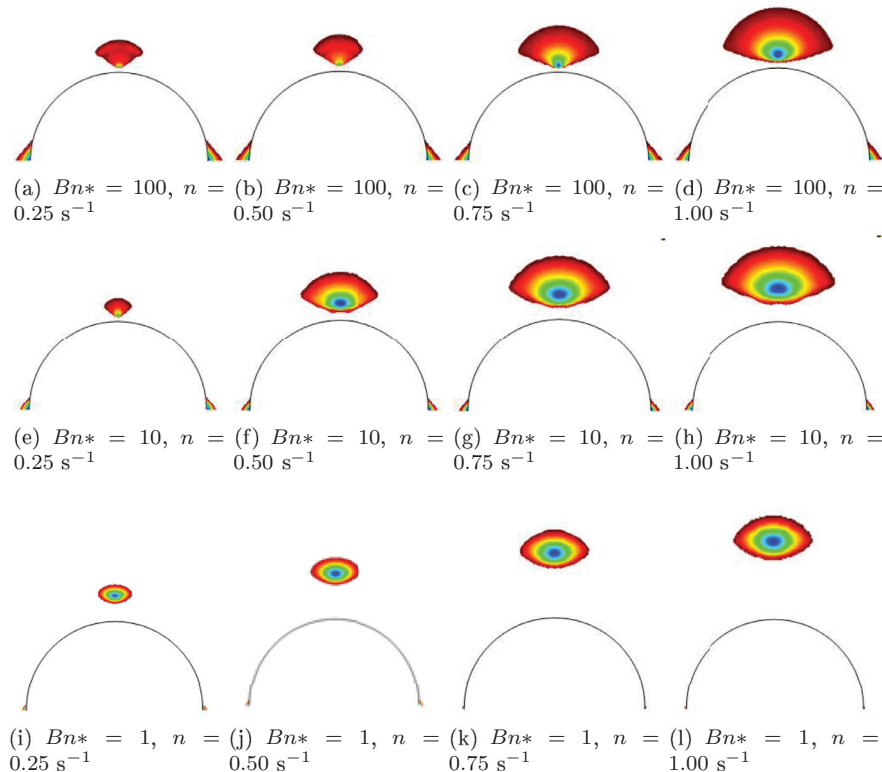 (a) Bn∗ = 100, n = 0.25 s⁻¹
(b) Bn∗ = 100, n = 0.50 s⁻¹
(c) Bn∗ = 100, n = 0.75 s⁻¹
(d) Bn∗ = 100, n = 1.00 s⁻¹
(e) Bn∗ = 10, n = 0.25 s⁻¹
(f) Bn∗ = 10, n = 0.50 s⁻¹
(g) Bn∗ = 10, n = 0.75 s⁻¹
(h) Bn∗ = 10, n = 1.00 s⁻¹
(i) Bn∗ = 1, n = 0.25 s⁻¹
(j) Bn∗ = 1, n = 0.50 s⁻¹
(k) Bn∗ = 1, n = 0.75 s⁻¹
(l) Bn∗ = 1, n = 1.00 s⁻¹